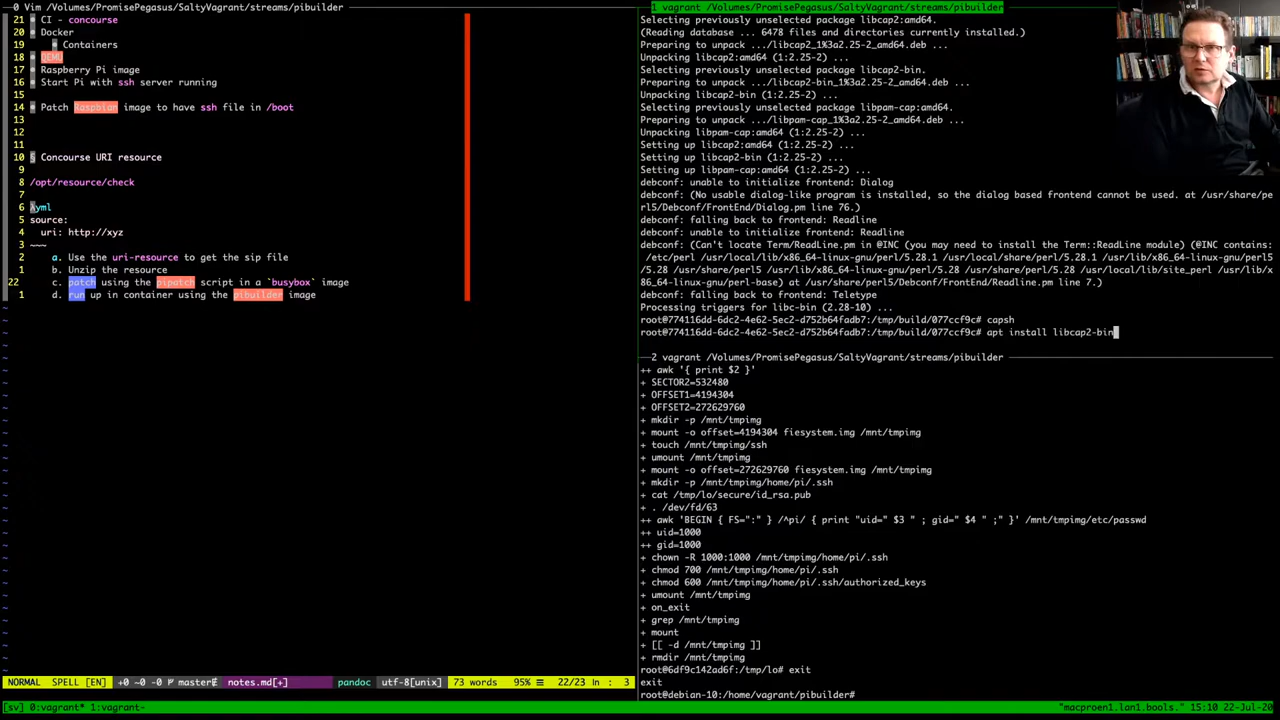 0 Vim /Volumes/PromisePegasus/SaltyVagrant/streams/pibuilder
21 CI - concourse
20 Docker
19 Containers
18 QEMU
17 Raspberry Pi image
16 Start Pi with ssh server running
15
14 Patch Raspbian image to have ssh file in /boot
13
12
11
10 § Concourse URI resource
9
8 /opt/resource/check
7
6 λyml
5 source:
4 uri: http://xyz
3 ~~~
2 a. Use the uri-resource to get the sip file
1 b. Unzip the resource
22 c. patch using the pipatch script in a `busybox` image
1 d. run up in container using the pibuilder image
NORMAL SPELL [EN] +0 ~0 -0 master notes.md[+] pandoc utf-8[unix] 73 words 95% 22/23 ln : 3
1 vagrant /Volumes/PromisePegasus/SaltyVagrant/streams/pibuilder
Selecting previously unselected package libcap2:amd64.
(Reading database ... 6478 files and directories currently installed.)
Preparing to unpack .../libcap2_1%3a2.25-2_amd64.deb ...
Unpacking libcap2:amd64 (1:2.25-2) ...
Selecting previously unselected package libcap2-bin.
Preparing to unpack .../libcap2-bin_1%3a2.25-2_amd64.deb ...
Unpacking libcap2-bin (1:2.25-2) ...
Selecting previously unselected package libpam-cap:amd64.
Preparing to unpack .../libpam-cap_1%3a2.25-2_amd64.deb ...
Unpacking libpam-cap:amd64 (1:2.25-2) ...
Setting up libcap2:amd64 (1:2.25-2) ...
Setting up libcap2-bin (1:2.25-2) ...
Setting up libpam-cap:amd64 (1:2.25-2) ...
debconf: unable to initialize frontend: Dialog
debconf: (No usable dialog-like program is installed, so the dialog based frontend cannot be used. at /usr/share/pe
rl5/Debconf/FrontEnd/Dialog.pm line 76.)
debconf: falling back to frontend: Readline
debconf: unable to initialize frontend: Readline
debconf: (Can't locate Term/ReadLine.pm in @INC (you may need to install the Term::ReadLine module) (@INC contains:
/etc/perl /usr/local/lib/x86_64-linux-gnu/perl/5.28.1 /usr/local/share/perl/5.28.1 /usr/lib/x86_64-linux-gnu/perl5
/5.28 /usr/share/perl5 /usr/lib/x86_64-linux-gnu/perl/5.28 /usr/share/perl/5.28 /usr/local/lib/site_perl /usr/lib/x
86_64-linux-gnu/perl-base) at /usr/share/perl5/Debconf/FrontEnd/Readline.pm line 7.)
debconf: falling back to frontend: Teletype
Processing triggers for libc-bin (2.28-10) ...
root@774116dd-6dc2-4e62-5ec2-d752b64fadb7:/tmp/build/077ccf9c# capsh
root@774116dd-6dc2-4e62-5ec2-d752b64fadb7:/tmp/build/077ccf9c# apt install libcap2-bin
2 vagrant /Volumes/PromisePegasus/SaltyVagrant/streams/pibuilder
++ awk '{ print $2 }'
+ SECTOR2=532480
+ OFFSET1=4194304
+ OFFSET2=272629760
+ mkdir -p /mnt/tmpimg
+ mount -o offset=4194304 fiesystem.img /mnt/tmpimg
+ touch /mnt/tmpimg/ssh
+ umount /mnt/tmpimg
+ mount -o offset=272629760 fiesystem.img /mnt/tmpimg
+ mkdir -p /mnt/tmpimg/home/pi/.ssh
+ cat /tmp/lo/secure/id_rsa.pub
+ . /dev/fd/63
++ awk 'BEGIN { FS=":" } /^pi/ { print "uid=" $3 " ; gid=" $4 " ;" }' /mnt/tmpimg/etc/passwd
++ uid=1000
++ gid=1000
+ chown -R 1000:1000 /mnt/tmpimg/home/pi/.ssh
+ chmod 700 /mnt/tmpimg/home/pi/.ssh
+ chmod 600 /mnt/tmpimg/home/pi/.ssh/authorized_keys
+ umount /mnt/tmpimg
+ on_exit
+ grep /mnt/tmpimg
+ mount
+ [[ -d /mnt/tmpimg ]]
+ rmdir /mnt/tmpimg
root@6df9c142ad6f:/tmp/lo# exit
exit
root@debian-10:/home/vagrant/pibuilder#
[sv] 0:vagrant* 1:vagrant- "macproen1.lan1.bools." 15:10 22-Jul-20